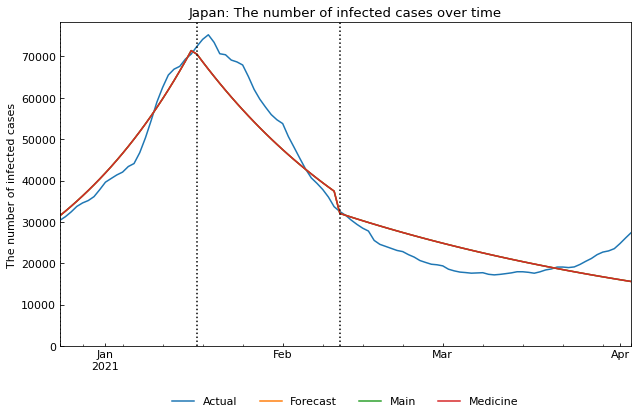 Japan: The number of infected cases over time
The number of infected cases
70000
60000
50000
40000
30000
20000
10000
0
Jan
2021
Feb
Mar
Apr
Actual
Forecast
Main
Medicine